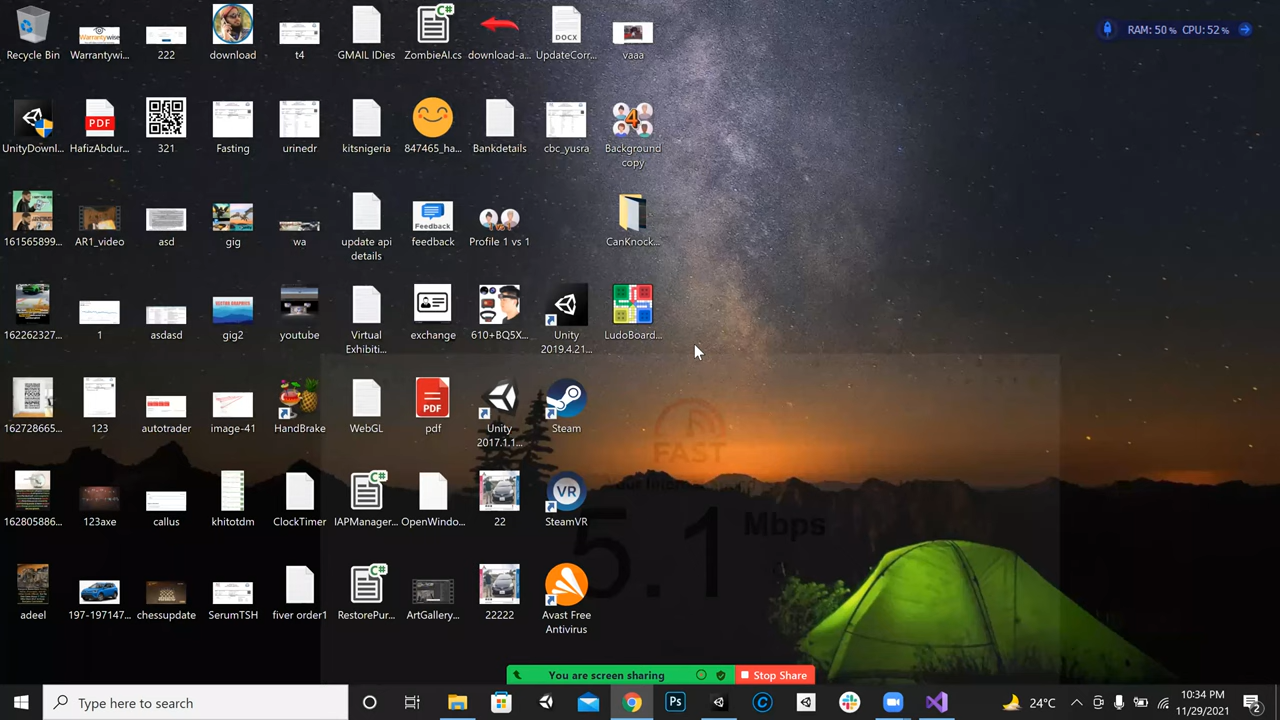 RAM: 50% 52%
Recycle Bin
Warrantywi...
222
download
t4
GMAIL IDies
ZombieAI.cs
download-a...
UpdateCorr...
vaaa
UnityDownl...
HafizAbdur...
321
Fasting
urinedr
kitsnigeria
847465_ha...
Bankdetails
cbc_yusra
Background
copy
161565899...
AR1_video
asd
gig
wa
update api
details
feedback
Profile 1 vs 1
CanKnock...
162262327...
1
asdasd
gig2
youtube
Virtual
Exhibiti...
exchange
610+BQ5X...
Unity
2019.4.21...
LudoBoard...
162728665...
123
autotrader
image-41
HandBrake
WebGL
pdf
Unity
2017.1.1...
Steam
FAST
162805886...
123axe
callus
khitotdm
ClockTimer
IAPManager...
OpenWindo...
22
SteamVR
5.1 Mbps
adeel
197-197147...
chessupdate
SerumTSH
fiver order1
RestorePur...
ArtGallery...
22222
Avast Free
Antivirus
You are screen sharing
Stop Share
Type here to search
24°C
11/29/2021